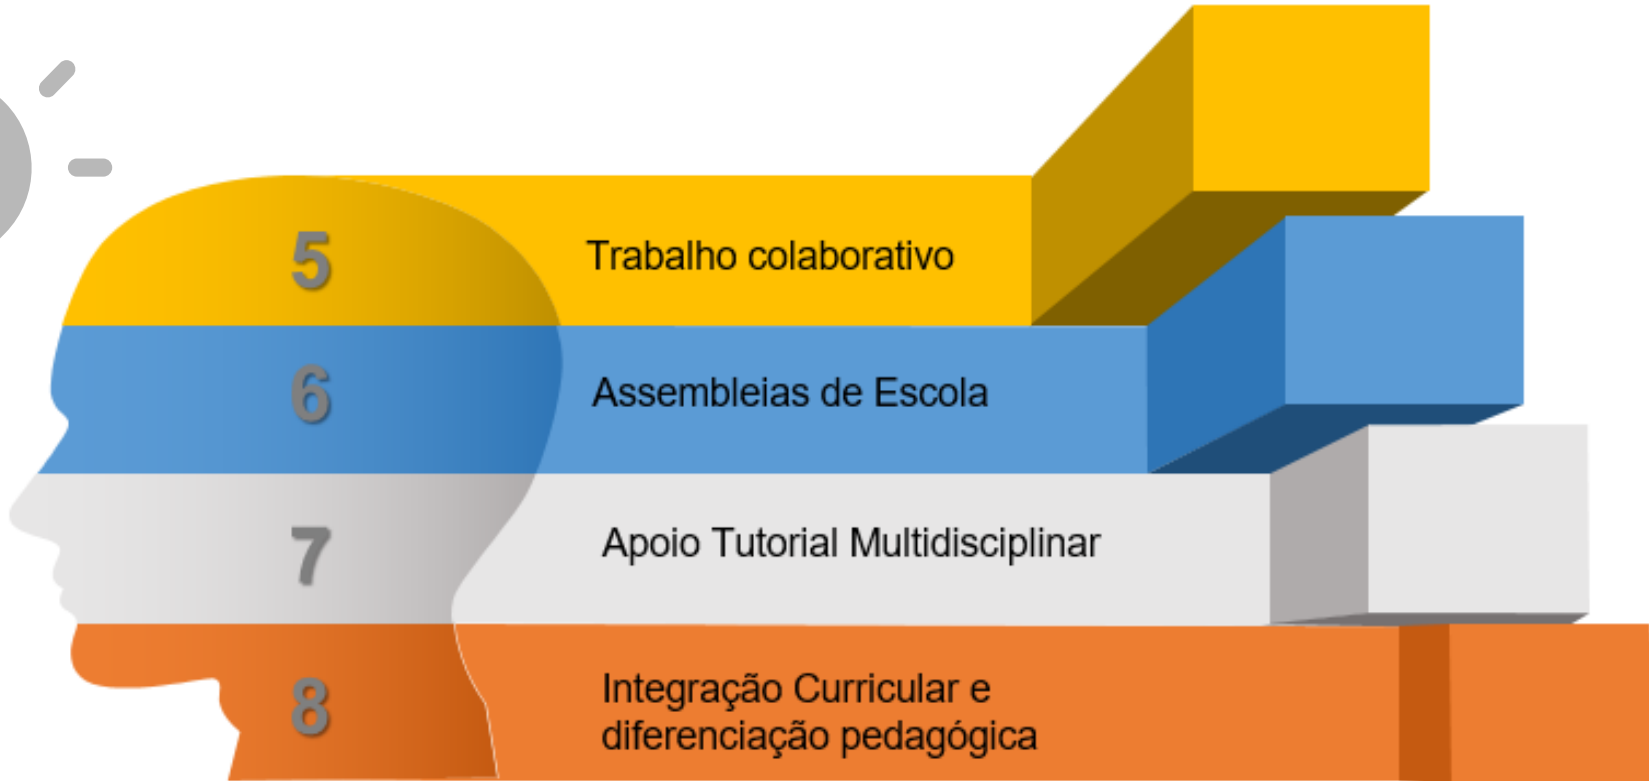 5
Trabalho colaborativo
6
Assembleias de Escola
7
Apoio Tutorial Multidisciplinar
8
Integração Curricular e
diferenciação pedagógica